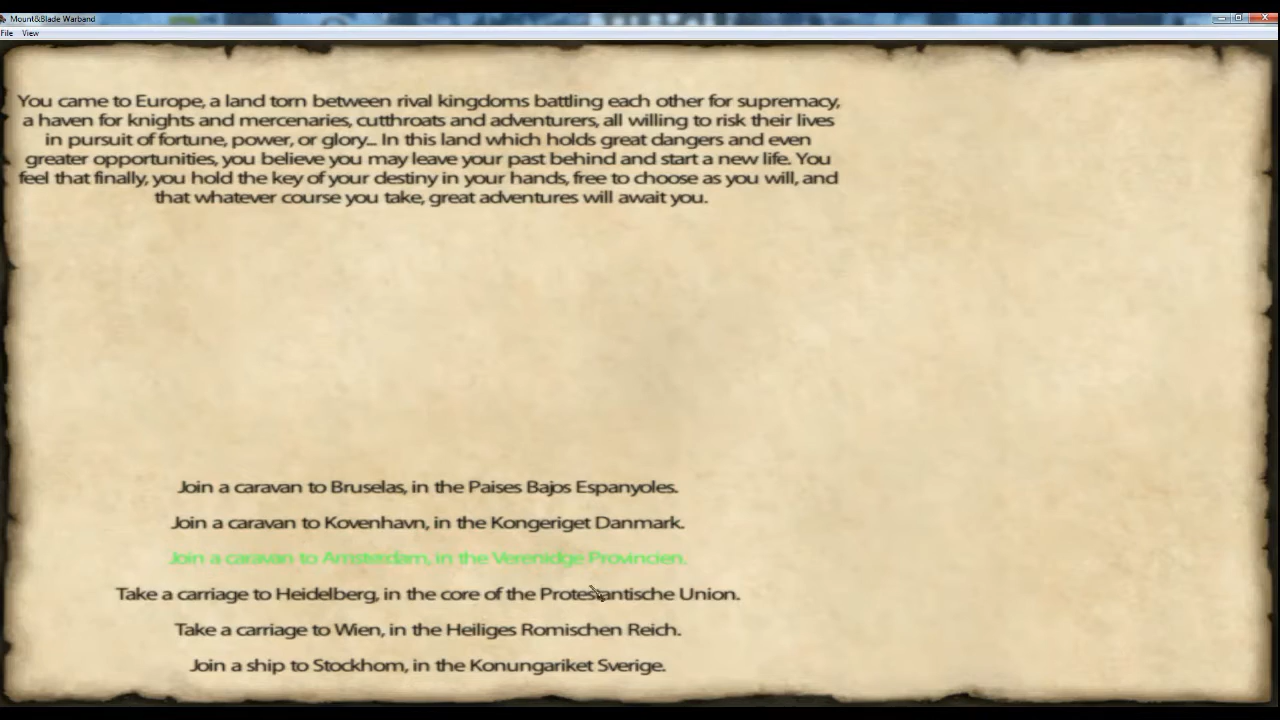 Mount&Blade Warband
File View
You came to Europe, a land torn between rival kingdoms battling each other for supremacy,
a haven for knights and mercenaries, cutthroats and adventurers, all willing to risk their lives
in pursuit of fortune, power, or glory... In this land which holds great dangers and even
greater opportunities, you believe you may leave your past behind and start a new life. You
feel that finally, you hold the key of your destiny in your hands, free to choose as you will, and
that whatever course you take, great adventures will await you.
Join a caravan to Bruselas, in the Paises Bajos Espanyoles.
Join a caravan to Kovenhavn, in the Kongeriget Danmark.
Join a caravan to Amsterdam, in the Verenidge Provincien.
Take a carriage to Heidelberg, in the core of the Protestantische Union.
Take a carriage to Wien, in the Heiliges Romischen Reich.
Join a ship to Stockhom, in the Konungariket Sverige.